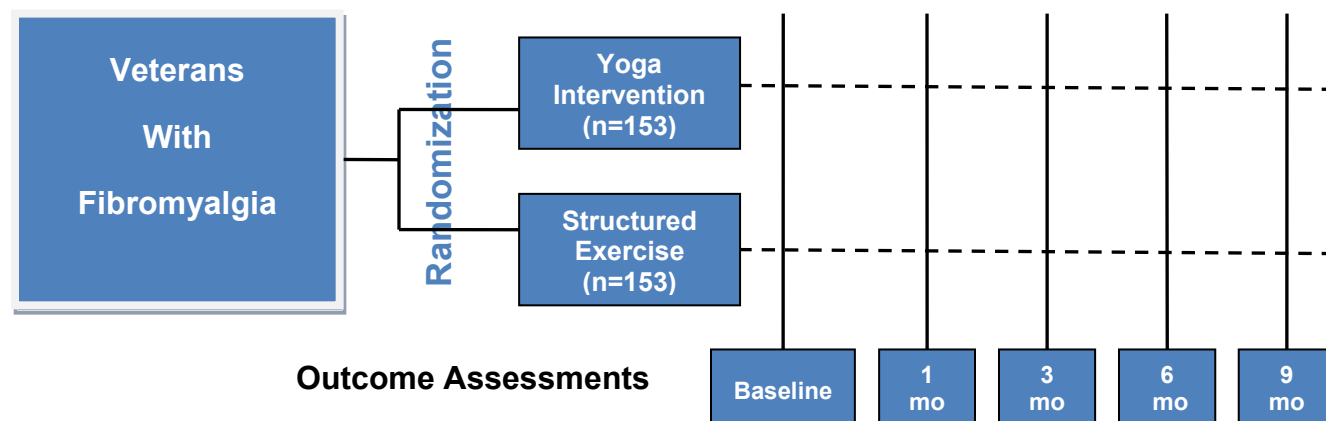 Veterans
With
Fibromyalgia
Randomization
Yoga
Intervention
(n=153)
Structured
Exercise
(n=153)
Outcome Assessments
Baseline
1
mo
3
mo
6
mo
9
mo